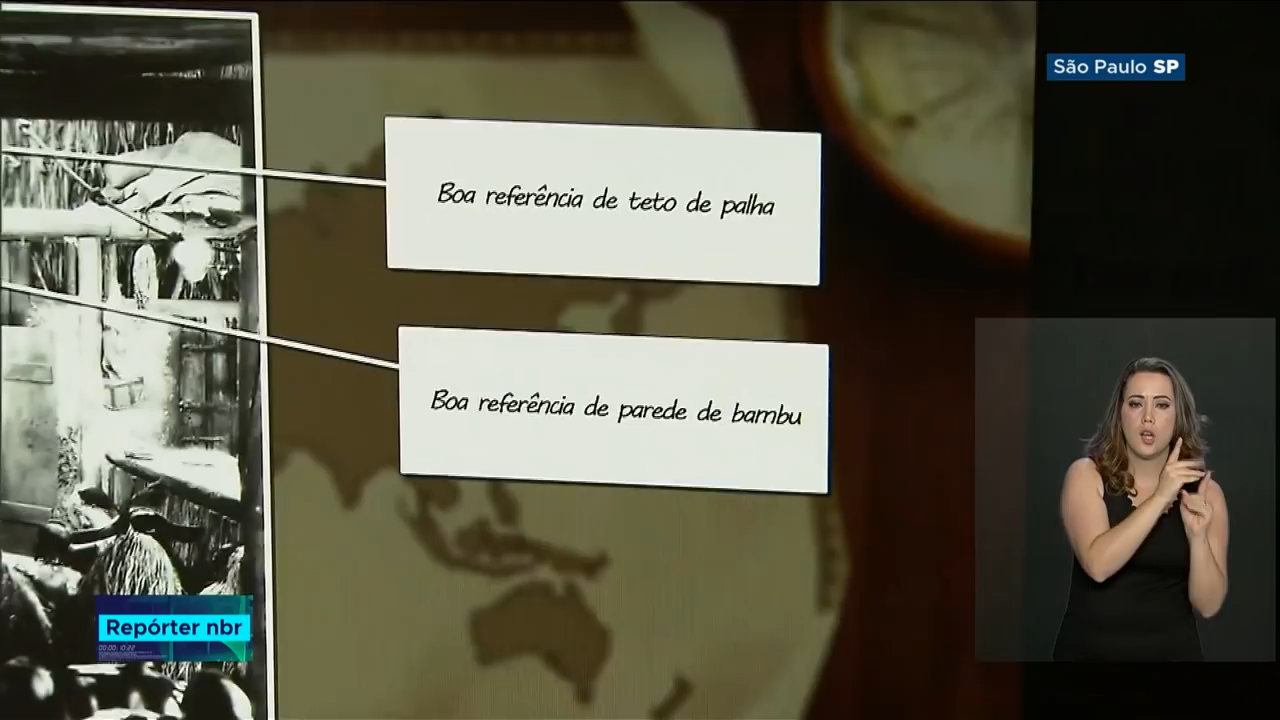 São Paulo SP
Boa referência de teto de palha
Boa referência de parede de bambu
Repórter nbr